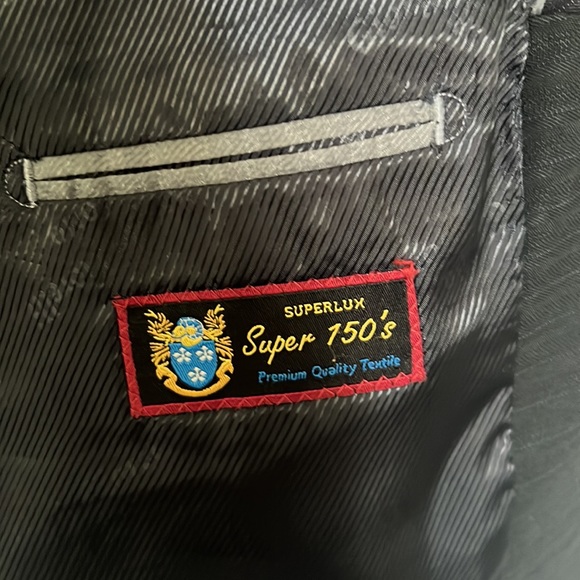 SUPERLUX
Super 150's
Premium Quality Textile